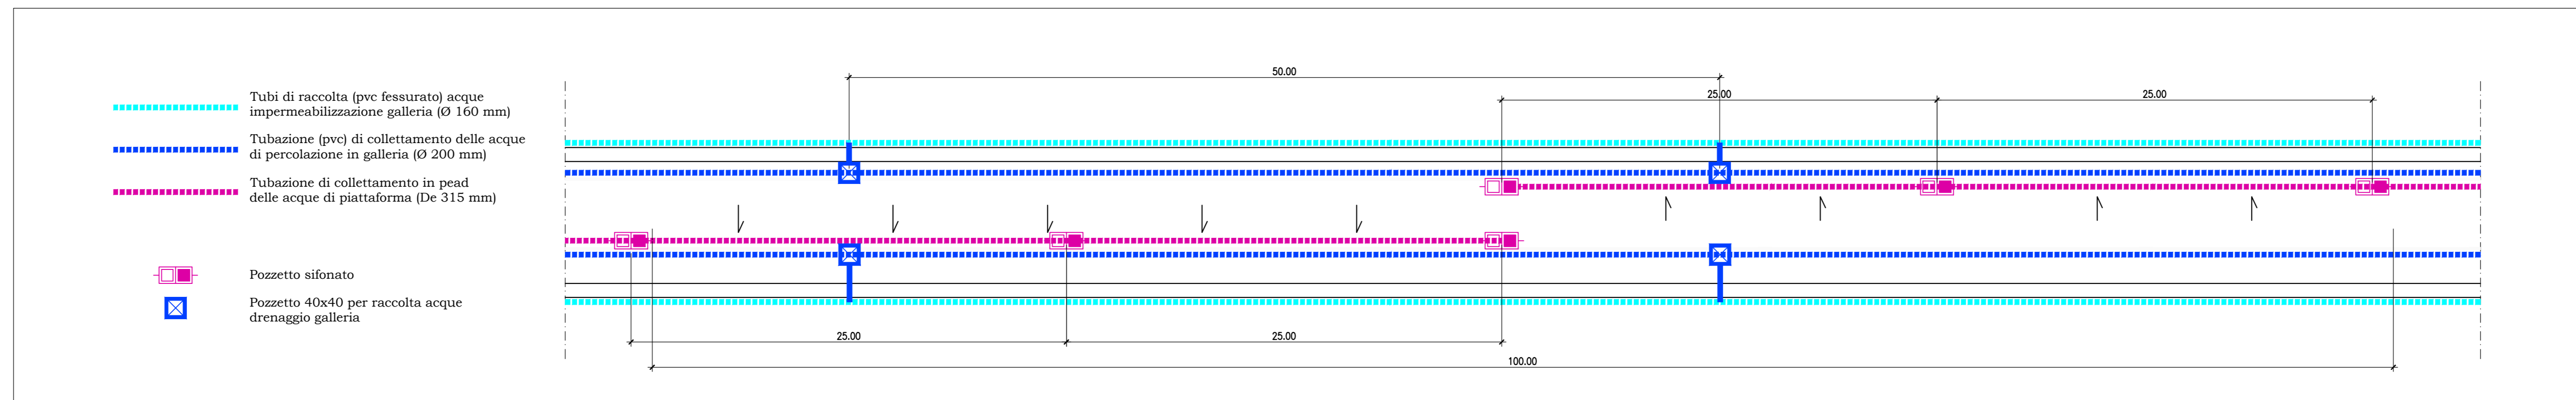 Tubi di raccolta (pvc fessurato) acque
impermeabilizzazione galleria (Ø 160 mm)
Tubazione (pvc) di collettamento delle acque
di percolazione in galleria (Ø 200 mm)
Tubazione di collettamento in pead
delle acque di piattaforma (De 315 mm)
Pozzetto sifonato
Pozzetto 40x40 per raccolta acque
drenaggio galleria
50.00
25.00
25.00
25.00
25.00
100.00